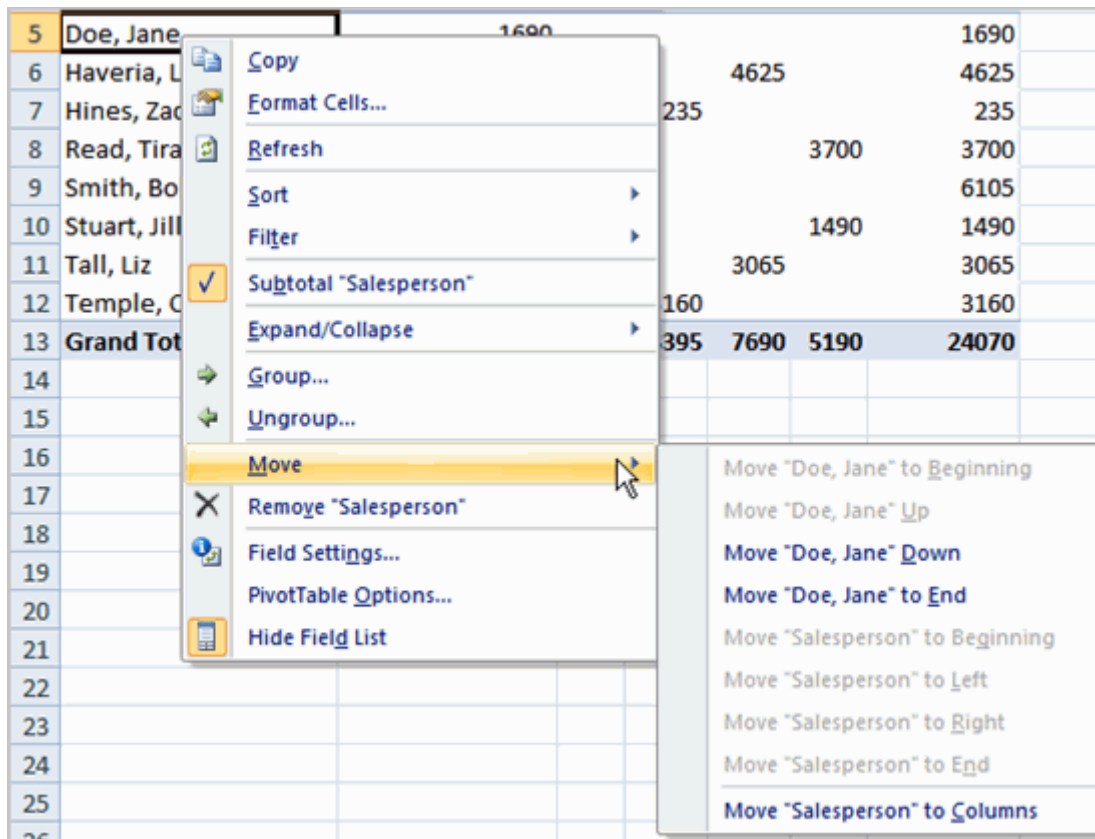 5 Doe, Jane 1690 1690
6 Haveria, L 4625 4625
7 Hines, Zac 235 235
8 Read, Tira 3700 3700
9 Smith, Bo 6105
10 Stuart, Jill 1490 1490
11 Tall, Liz 3065 3065
12 Temple, C 160 3160
13 Grand Tot 395 7690 5190 24070
14
15
16
17
18
19
20
21
22
23
24
25
Copy
Format Cells...
Refresh
Sort
Filter
Subtotal "Salesperson"
Expand/Collapse
Group...
Ungroup...
Move
Remove "Salesperson"
Field Settings...
PivotTable Options...
Hide Field List
Move "Doe, Jane" to Beginning
Move "Doe, Jane" Up
Move "Doe, Jane" Down
Move "Doe, Jane" to End
Move "Salesperson" to Beginning
Move "Salesperson" to Left
Move "Salesperson" to Right
Move "Salesperson" to End
Move "Salesperson" to Columns